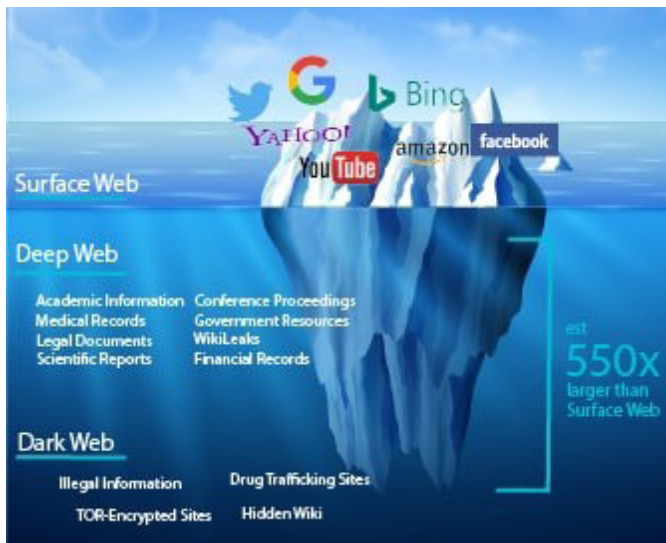 G
Bing
YAHOO!
amazon
facebook
YouTube
Surface Web
Deep Web
Academic Information Conference Proceedings
Medical Records Government Resources
Legal Documents WikiLeaks
Scientific Reports Financial Records
est
550x
larger than
Surface Web
Dark Web
Illegal Information Drug Trafficking Sites
TOR-Encrypted Sites Hidden Wiki